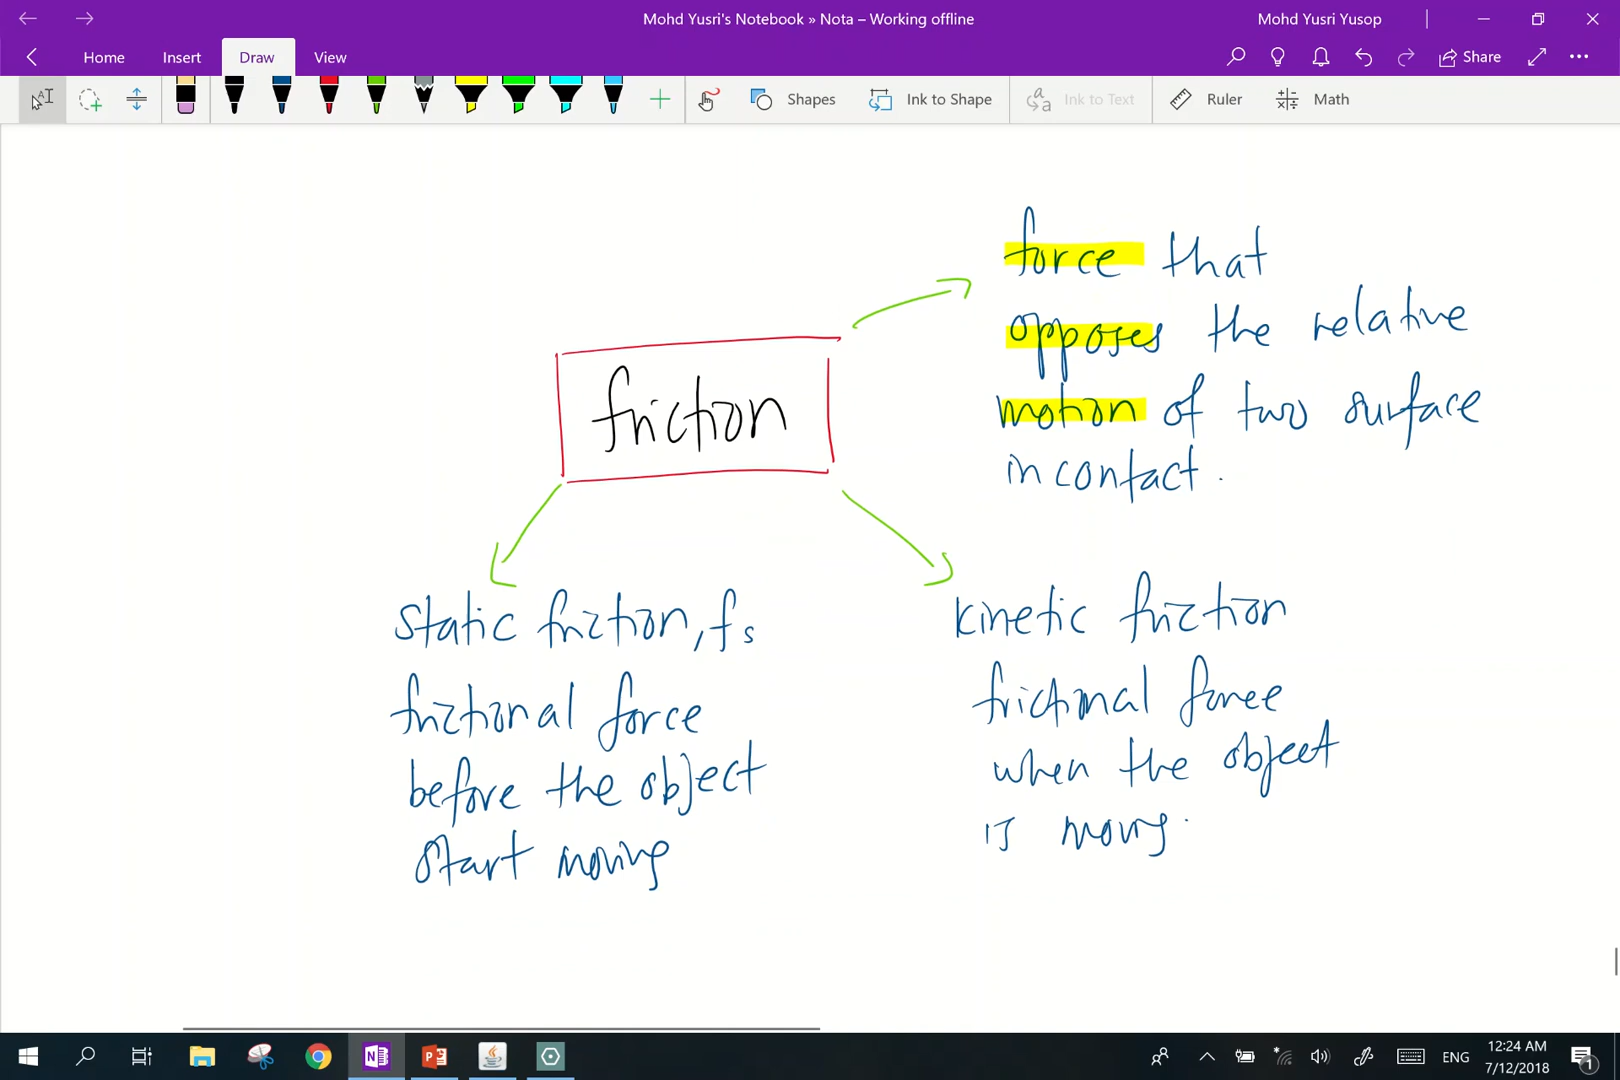 Mohd Yusri's Notebook » Nota – Working offline
Mohd Yusri Yusop
Home Insert Draw View
Share
Shapes
Ink to Shape
Ink to Text
Ruler
Math
force that
opposes the relative
motion of two surface
in contact.
friction
static friction, fs
frictional force
before the object
start moving
kinetic friction
frictional force
when the object
is moving.
ENG
12:24 AM
7/12/2018
1